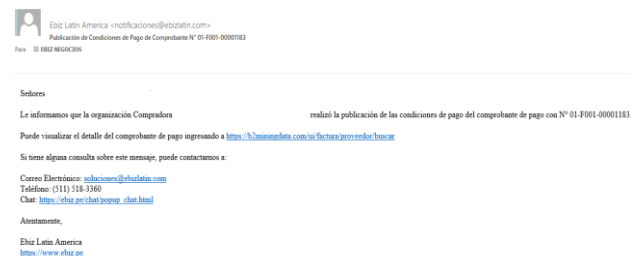 Ebiz Latin America <notificaciones@ebizlatin.com>
Publicación de Condiciones de Pago de Comprobante N° 01-F001-00001183
Para EBIZ NEGOCIOS
Señores
Le informamos que la organización Compradora realizó la publicación de las condiciones de pago del comprobante de pago con N° 01-F001-00001183.
Puede visualizar el detalle del comprobante de pago ingresando a https://b2miningdata.com/ui/factura/proveedor/buscar
Si tiene alguna consulta sobre este mensaje, puede contactarnos a:
Correo Electrónico: soluciones@ebizlatin.com
Teléfono: (511) 518-3360
Chat: https://ebiz.pe/chat/popup_chat.html
Atentamente,
Ebiz Latin America
https://www.ebiz.pe